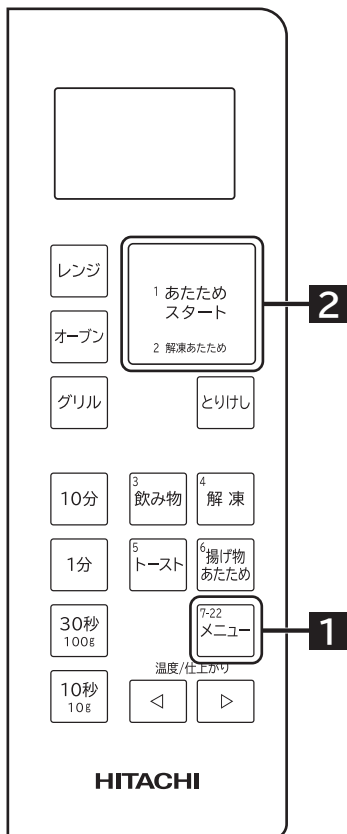 レンジ
1 あたため
スタート
2 解凍あたため
2
オーブン
グリル
とりけし
10分
3
飲み物
4
解 凍
1分
5
トースト
6
揚げ物
あたため
30秒
100g
7-22
メニュー
1
温度/仕上がり
10秒
10g
◁
▷
HITACHI